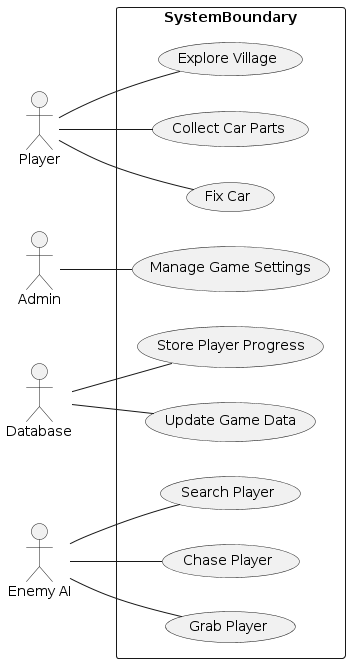 SystemBoundary
Explore Village
Collect Car Parts
Player
Fix Car
Manage Game Settings
Admin
Store Player Progress
Database
Update Game Data
Search Player
Chase Player
Enemy AI
Grab Player